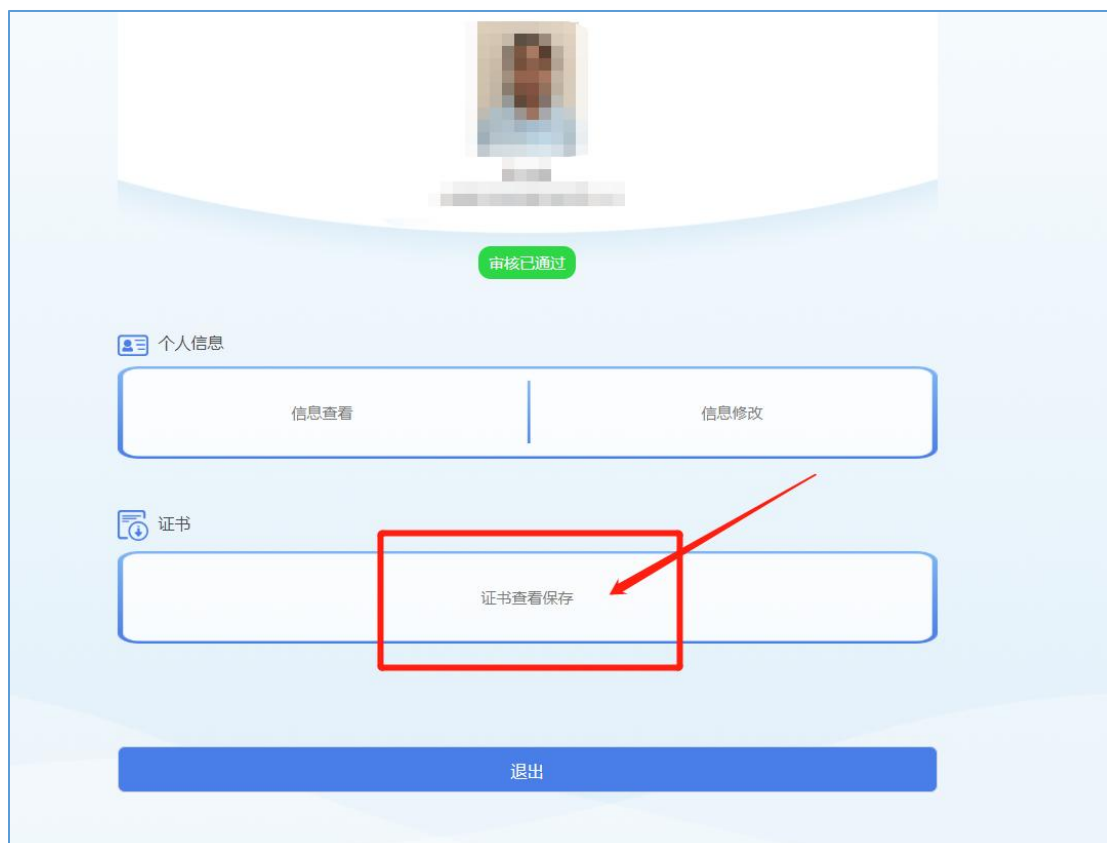 审核已通过
个人信息
信息查看 信息修改
证书
证书查看保存
退出